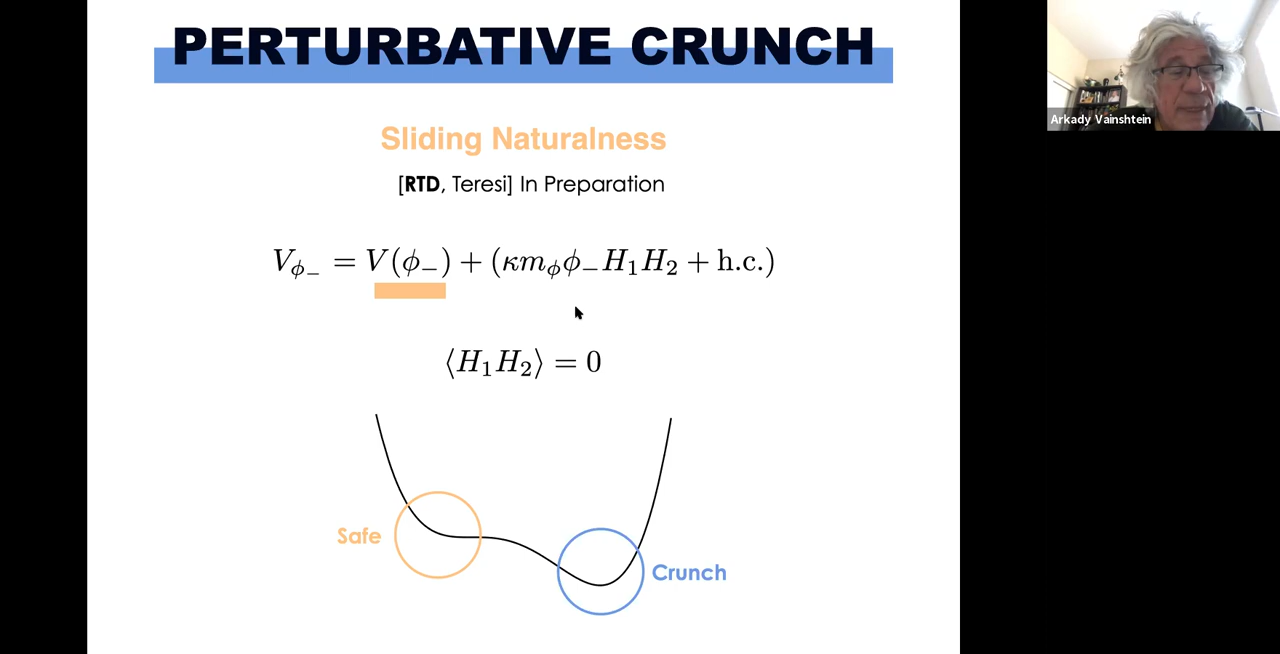 PERTURBATIVE CRUNCH
Sliding Naturalness
[RTD, Teresi] In Preparation
V_{ϕ_-} = V(ϕ_-) + (κm_ϕϕ_-H_1H_2 + h.c.)
⟨H_1H_2⟩ = 0
Safe
Crunch
Arkady Vainshtein